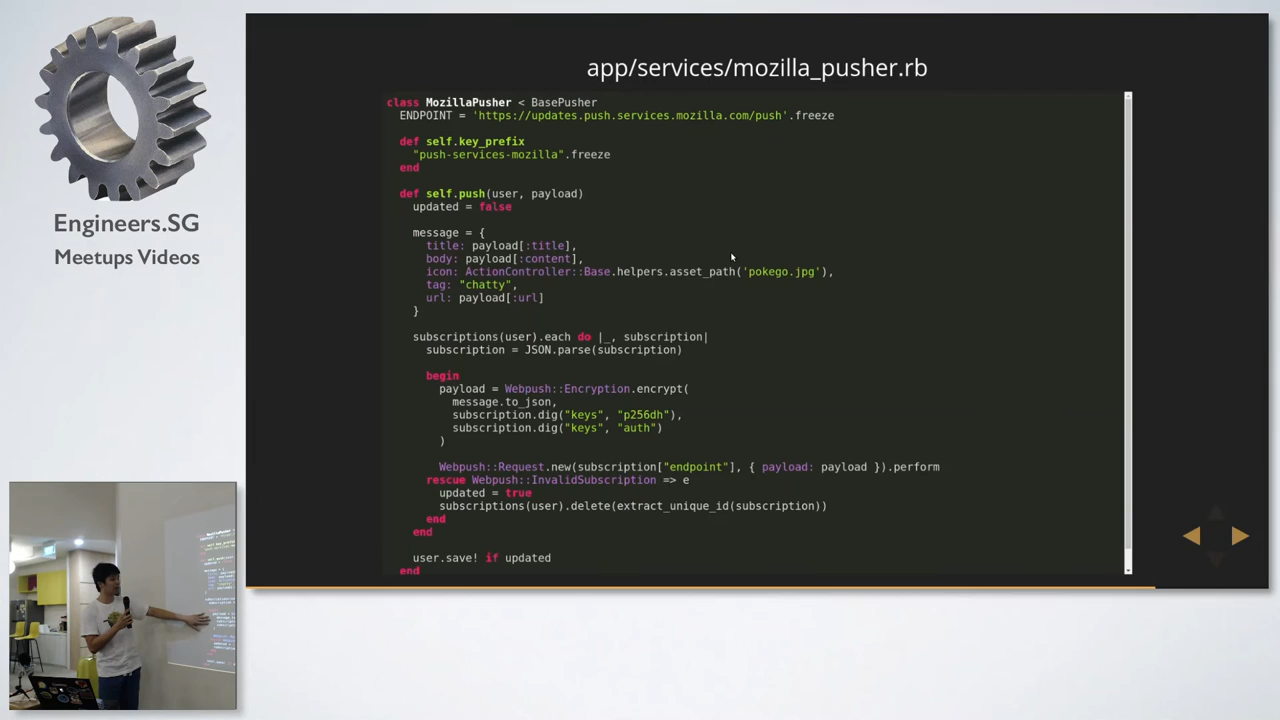 Engineers.SG
Meetups Videos
app/services/mozilla_pusher.rb
class MozillaPusher < BasePusher
  ENDPOINT = 'https://updates.push.services.mozilla.com/push'.freeze
  def self.key_prefix
    "push-services-mozilla".freeze
  end
  def self.push(user, payload)
    updated = false
    message = {
      title: payload[:title],
      body: payload[:content],
      icon: ActionController::Base.helpers.asset_path('pokego.jpg'),
      tag: "chatty",
      url: payload[:url]
    }
    subscriptions(user).each do |_, subscription|
      subscription = JSON.parse(subscription)
      begin
        payload = Webpush::Encryption.encrypt(
          message.to_json,
          subscription.dig("keys", "p256dh"),
          subscription.dig("keys", "auth")
        )
        Webpush::Request.new(subscription["endpoint"], { payload: payload }).perform
      rescue Webpush::InvalidSubscription => e
        updated = true
        subscriptions(user).delete(extract_unique_id(subscription))
      end
    end
    user.save! if updated
  end